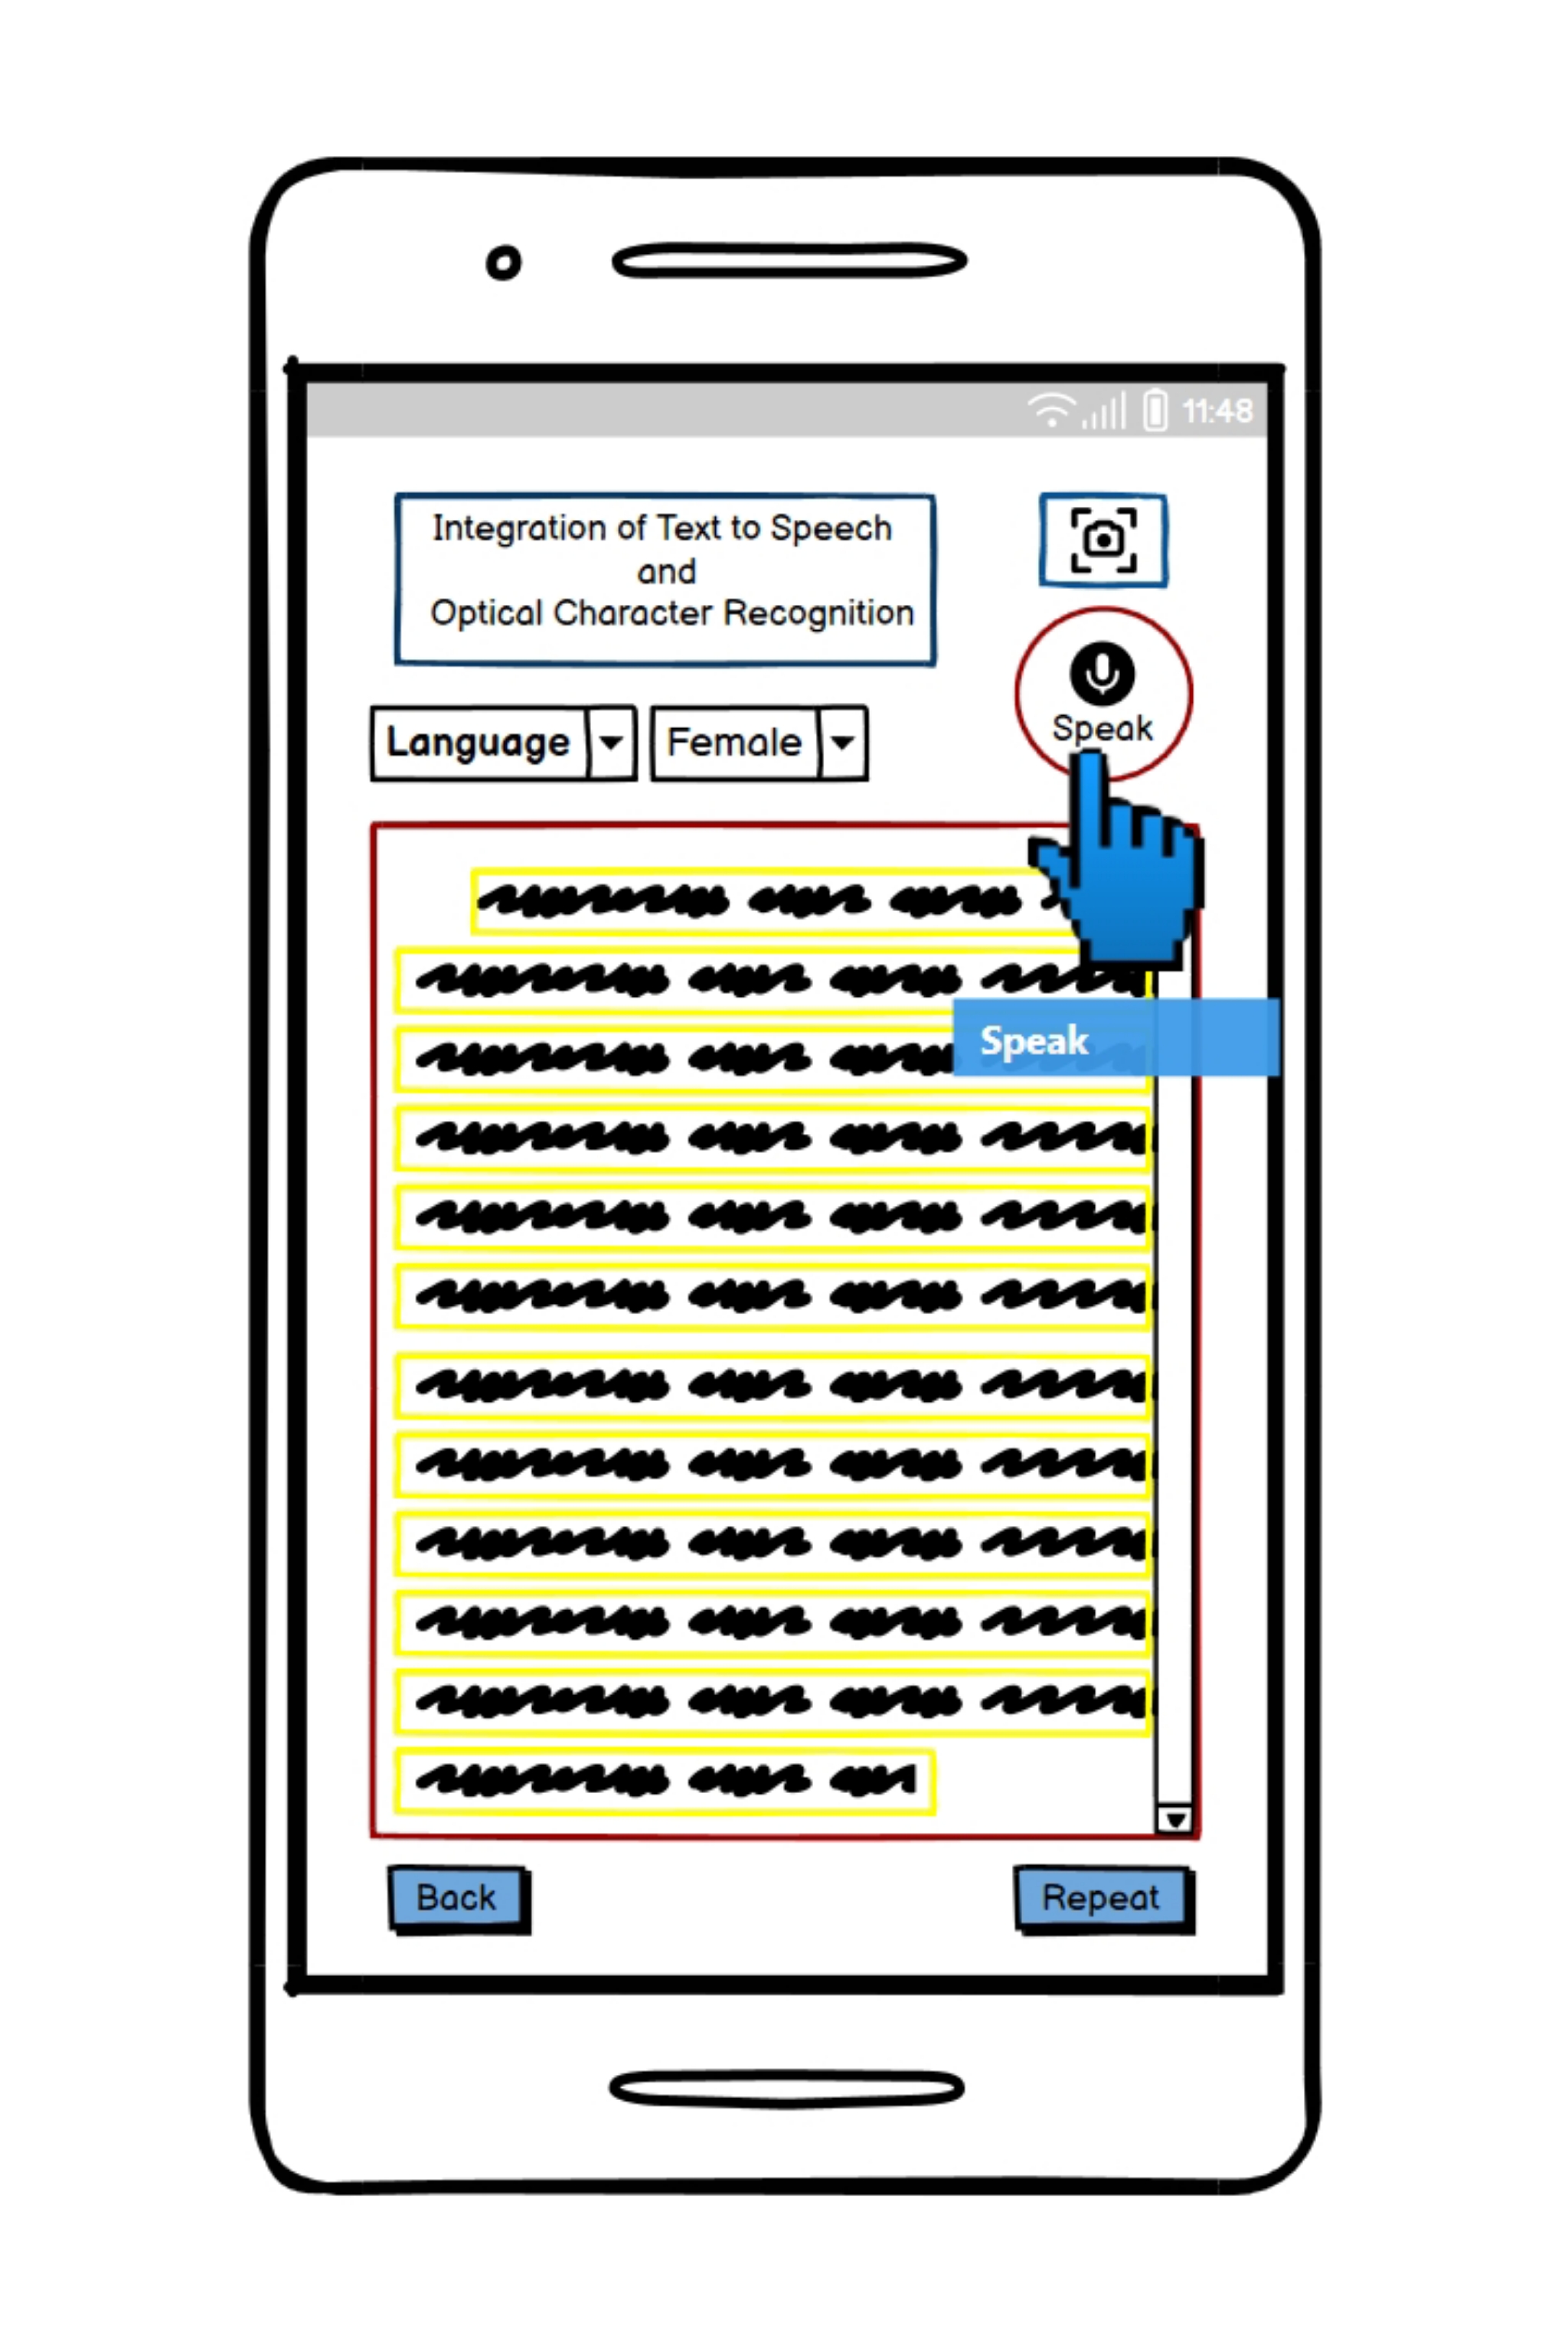 11:48
Integration of Text to Speech
and
Optical Character Recognition
Speak
Language
Female
Speak
Back
Repeat